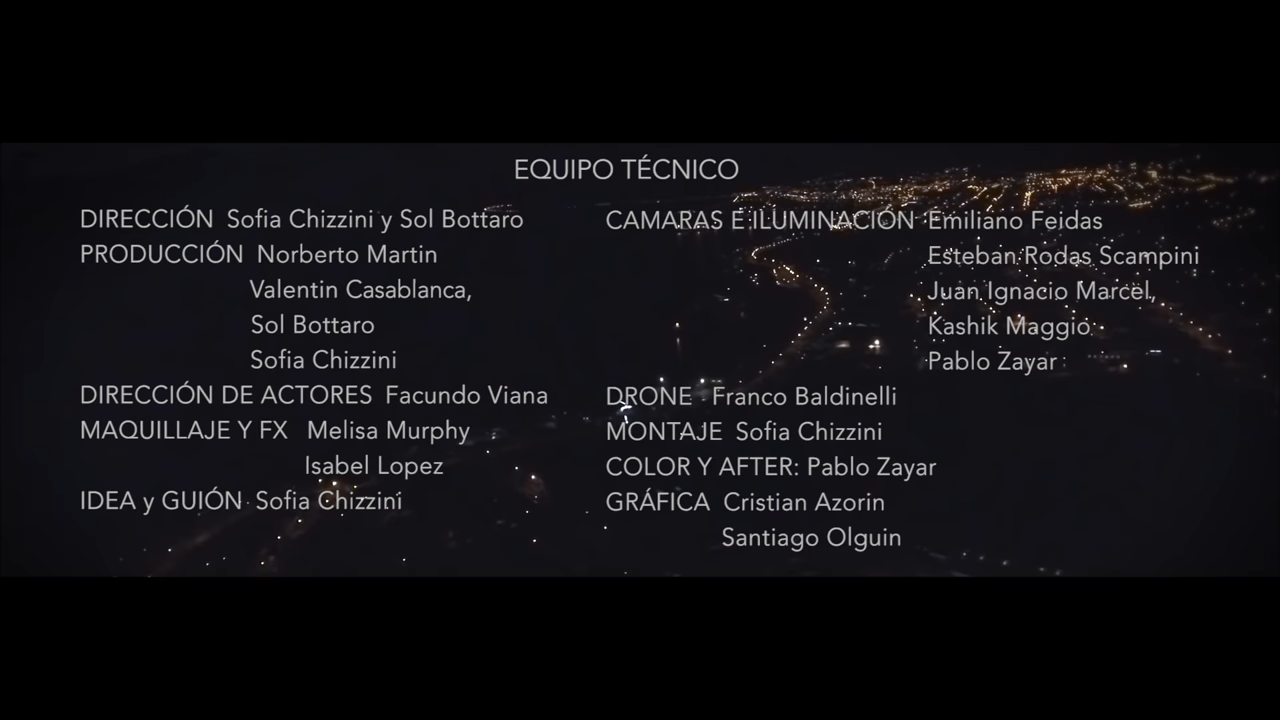 EQUIPO TÉCNICO
DIRECCIÓN Sofia Chizzini y Sol Bottaro
PRODUCCIÓN Norberto Martin
Valentin Casablanca,
Sol Bottaro
Sofia Chizzini
DIRECCIÓN DE ACTORES Facundo Viana
MAQUILLAJE Y FX Melisa Murphy
Isabel Lopez
IDEA y GUIÓN Sofia Chizzini
CAMARAS E ILUMINACIÓN Emiliano Feidas
Esteban Rodas Scampini
Juan Ignacio Marcel,
Kashik Maggio
Pablo Zayar
DRONE Franco Baldinelli
MONTAJE Sofia Chizzini
COLOR Y AFTER: Pablo Zayar
GRÁFICA Cristian Azorin
Santiago Olguin